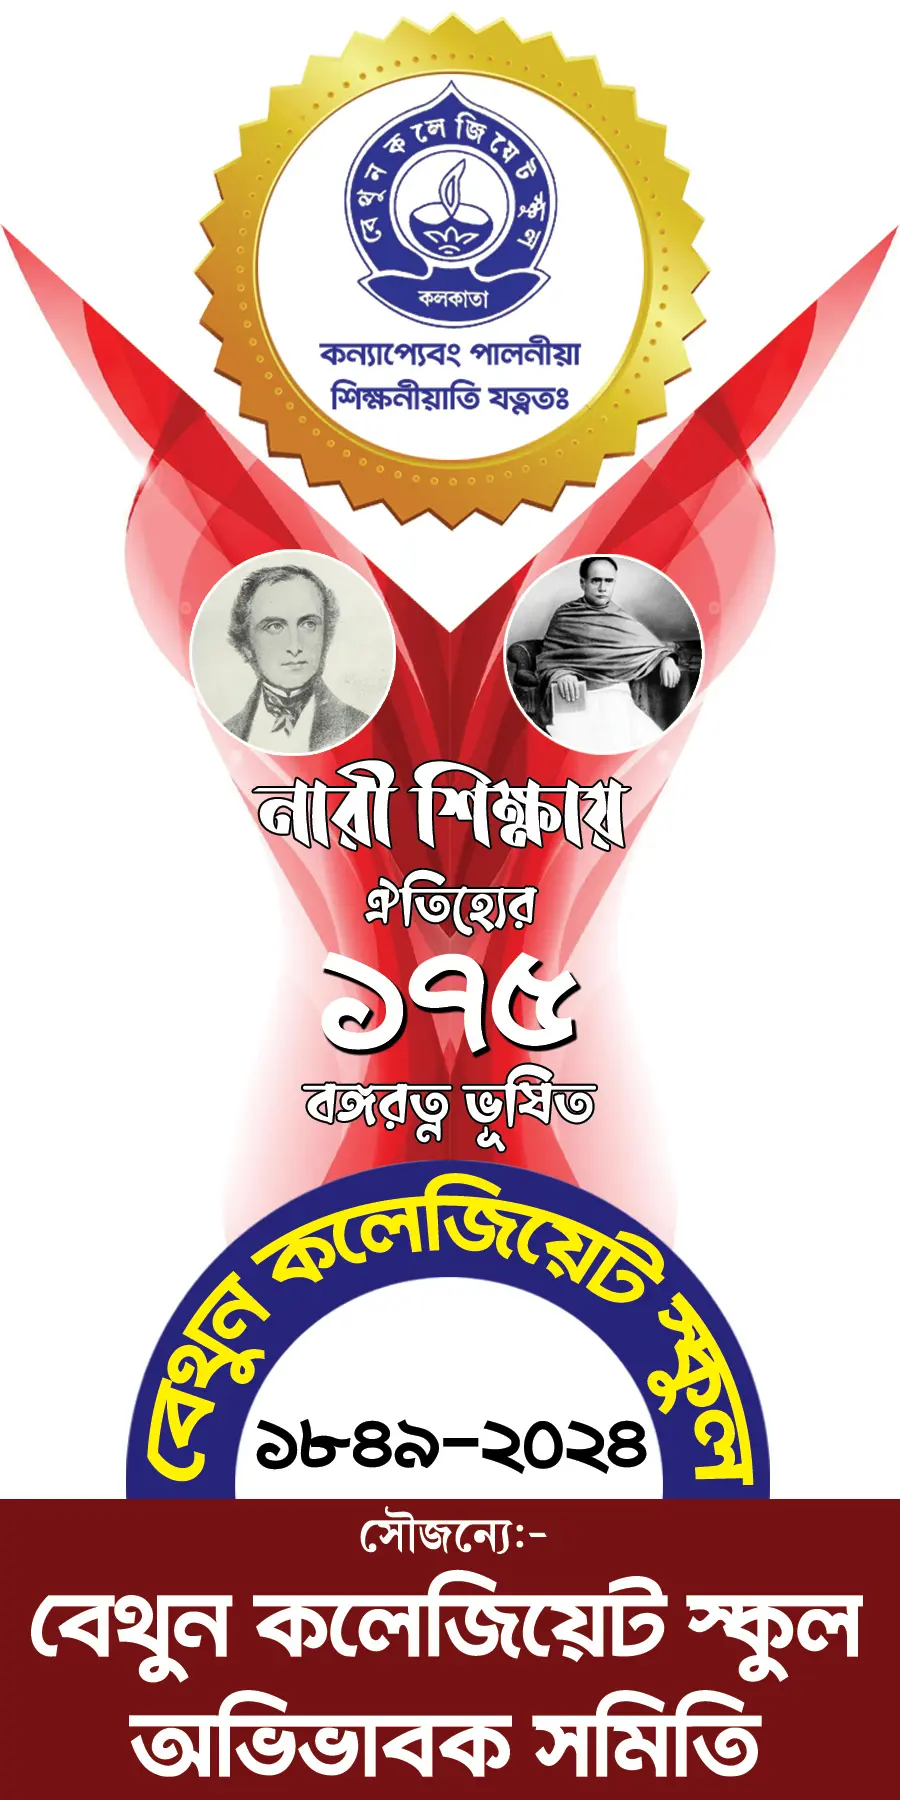 বেথুন কলেজিয়েট স্কুল
কলকাতা
কন্যাপ্যেবং পালনীয়া
শিক্ষনীয়াতি যত্নতঃ
নারী শিক্ষায়
ঐতিহ্যের
১৭৫
বঙ্গরত্ন ভূষিত
বেথুন কলেজিয়েট স্কুল
১৮৪৯-২০২৪
সৌজন্যে:-
বেথুন কলেজিয়েট স্কুল
অভিভাবক সমিতি